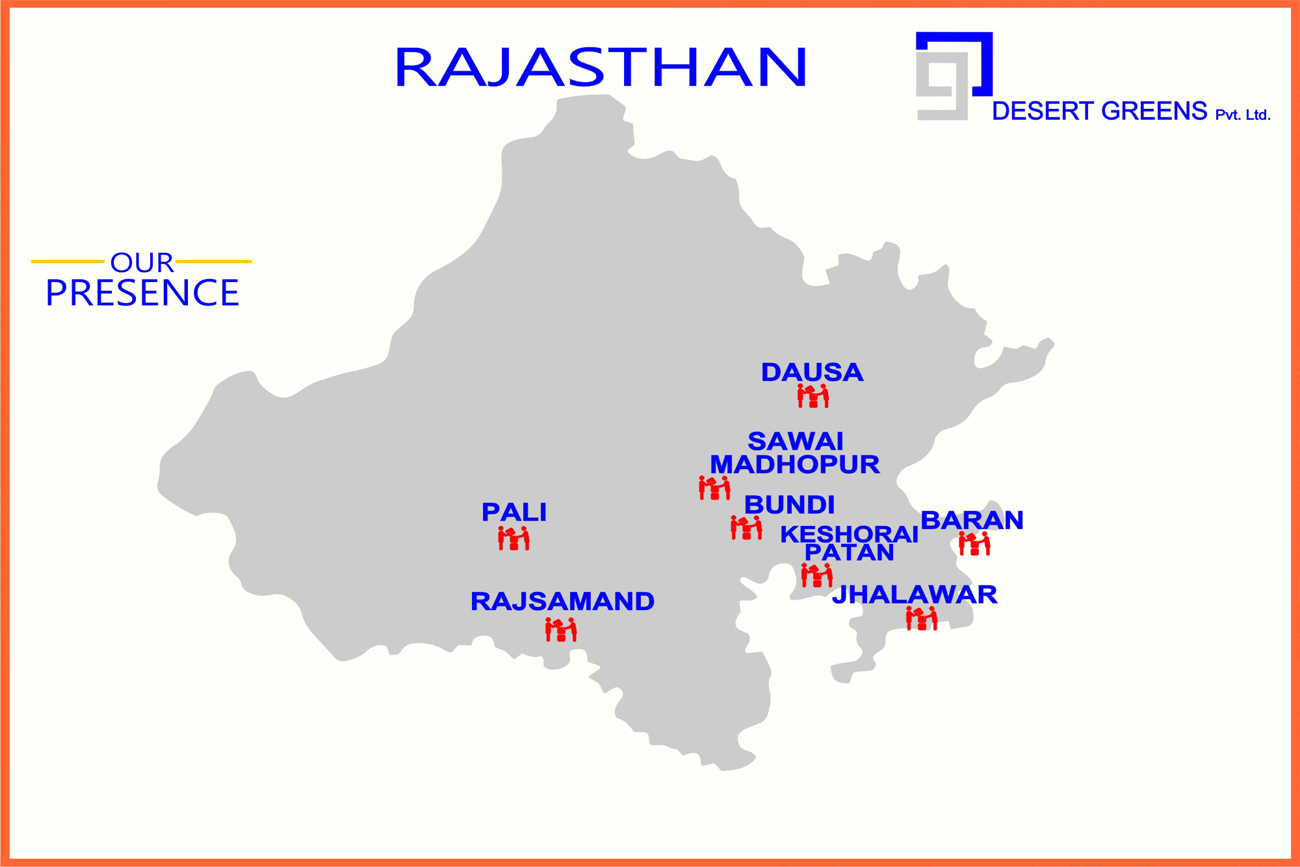 RAJASTHAN
DESERT GREENS Pvt. Ltd.
OUR
PRESENCE
DAUSA
SAWAI
MADHOPUR
BUNDI
PALI
KESHORAI
PATAN
BARAN
JHALAWAR
RAJSAMAND